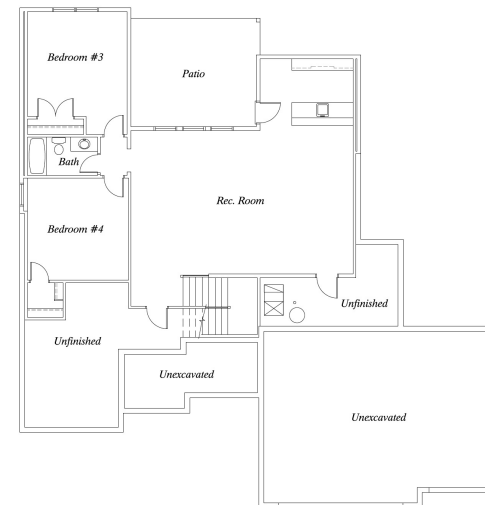 Bedroom #3
Patio
Bath
Rec. Room
Bedroom #4
Unfinished
Unfinished
Unexcavated
Unexcavated